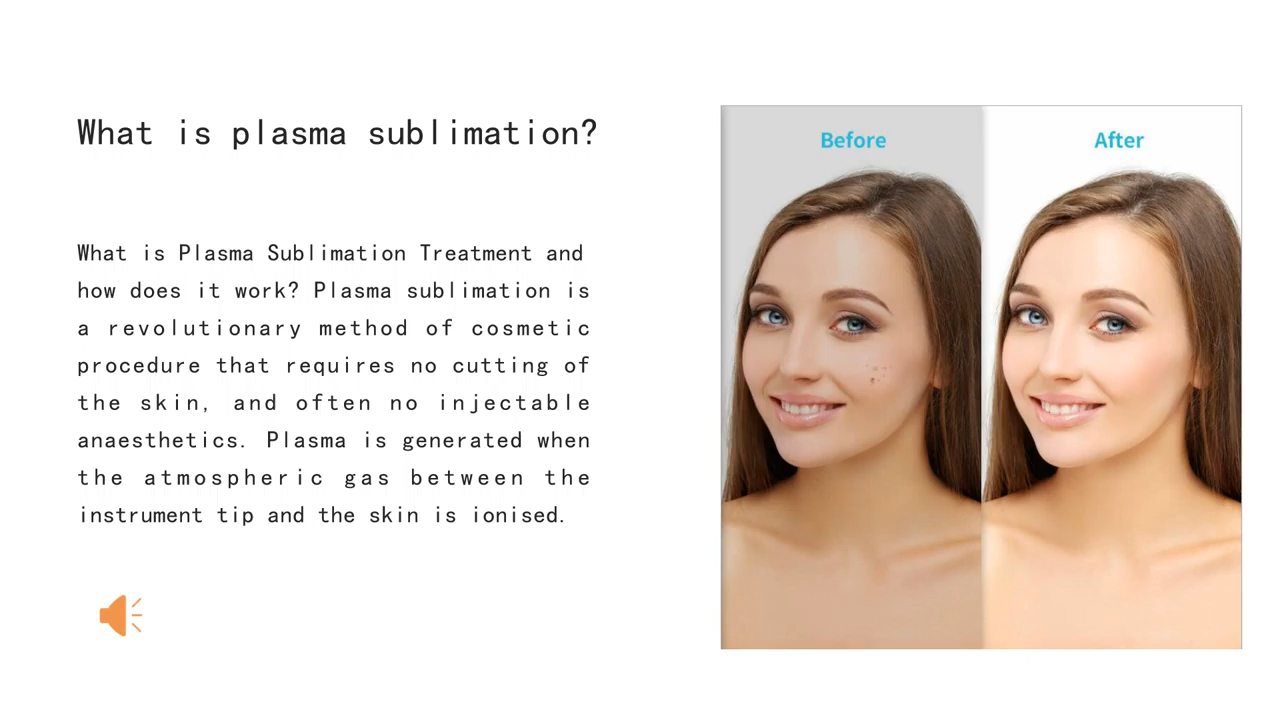 What is plasma sublimation?
What is Plasma Sublimation Treatment and
how does it work? Plasma sublimation is
a revolutionary method of cosmetic
procedure that requires no cutting of
the skin, and often no injectable
anaesthetics. Plasma is generated when
the atmospheric gas between the
instrument tip and the skin is ionised.
Before
After